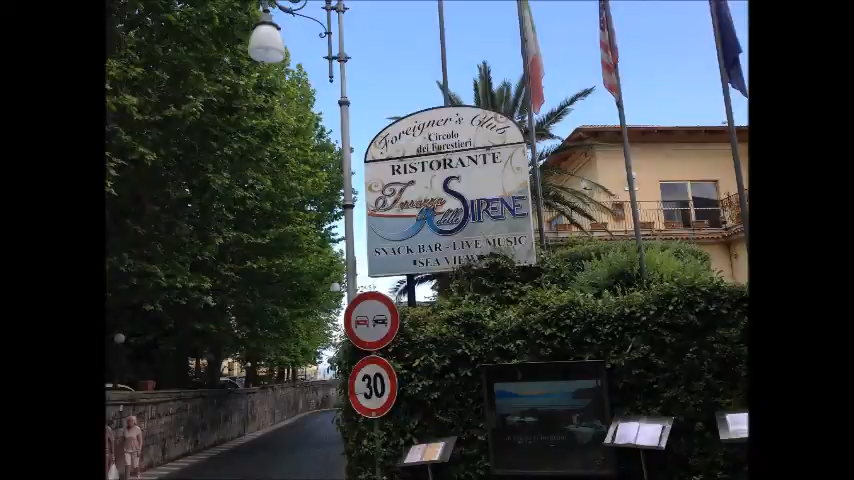 Foreigner's Club
Circolo
dei Forestieri
RISTORANTE
Terrazza
delle SIRENE
SNACK BAR - LIVE MUSIC
SEA VIEW
30